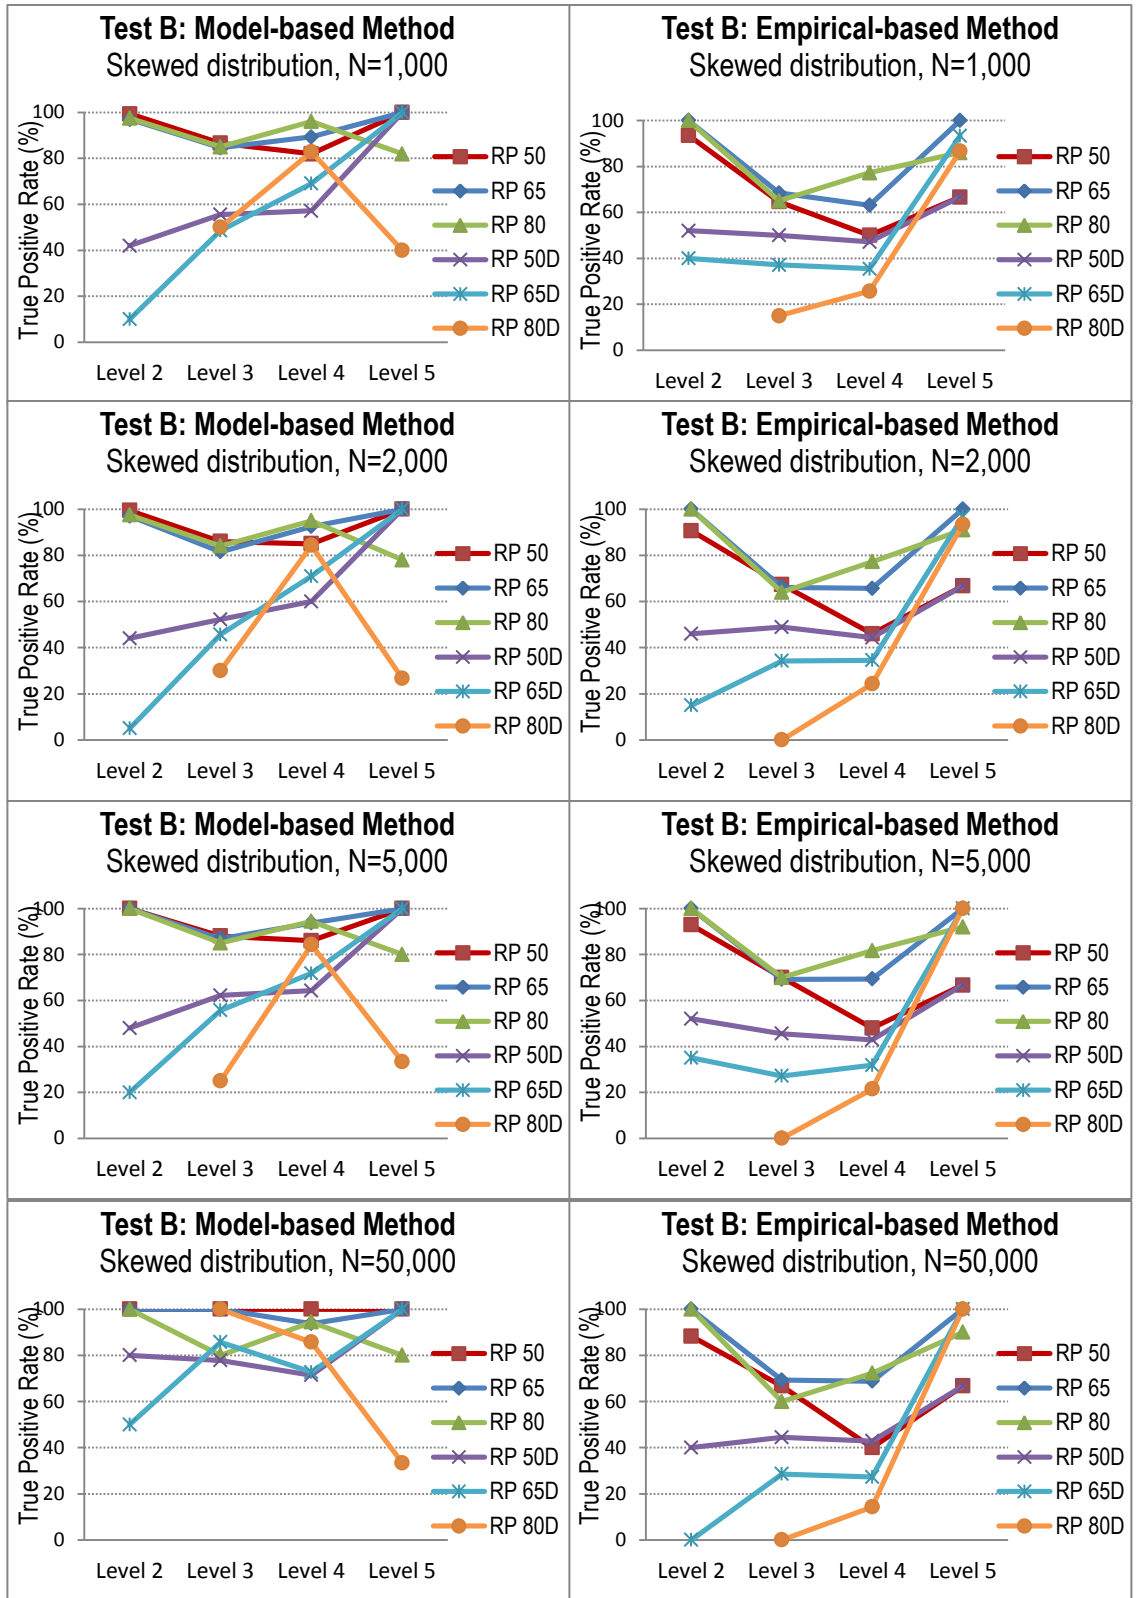 Test B: Model-based Method
Skewed distribution, N=1,000
True Positive Rate (%)
100
80
60
40
20
0
Level 2 Level 3 Level 4 Level 5
RP 50
RP 65
RP 80
RP 50D
RP 65D
RP 80D
Test B: Empirical-based Method
Skewed distribution, N=1,000
True Positive Rate (%)
100
80
60
40
20
0
Level 2 Level 3 Level 4 Level 5
RP 50
RP 65
RP 80
RP 50D
RP 65D
RP 80D
Test B: Model-based Method
Skewed distribution, N=2,000
True Positive Rate (%)
100
80
60
40
20
0
Level 2 Level 3 Level 4 Level 5
RP 50
RP 65
RP 80
RP 50D
RP 65D
RP 80D
Test B: Empirical-based Method
Skewed distribution, N=2,000
True Positive Rate (%)
100
80
60
40
20
0
Level 2 Level 3 Level 4 Level 5
RP 50
RP 65
RP 80
RP 50D
RP 65D
RP 80D
Test B: Model-based Method
Skewed distribution, N=5,000
True Positive Rate (%)
100
80
60
40
20
0
Level 2 Level 3 Level 4 Level 5
RP 50
RP 65
RP 80
RP 50D
RP 65D
RP 80D
Test B: Empirical-based Method
Skewed distribution, N=5,000
True Positive Rate (%)
100
80
60
40
20
0
Level 2 Level 3 Level 4 Level 5
RP 50
RP 65
RP 80
RP 50D
RP 65D
RP 80D
Test B: Model-based Method
Skewed distribution, N=50,000
True Positive Rate (%)
100
80
60
40
20
0
Level 2 Level 3 Level 4 Level 5
RP 50
RP 65
RP 80
RP 50D
RP 65D
RP 80D
Test B: Empirical-based Method
Skewed distribution, N=50,000
True Positive Rate (%)
100
80
60
40
20
0
Level 2 Level 3 Level 4 Level 5
RP 50
RP 65
RP 80
RP 50D
RP 65D
RP 80D